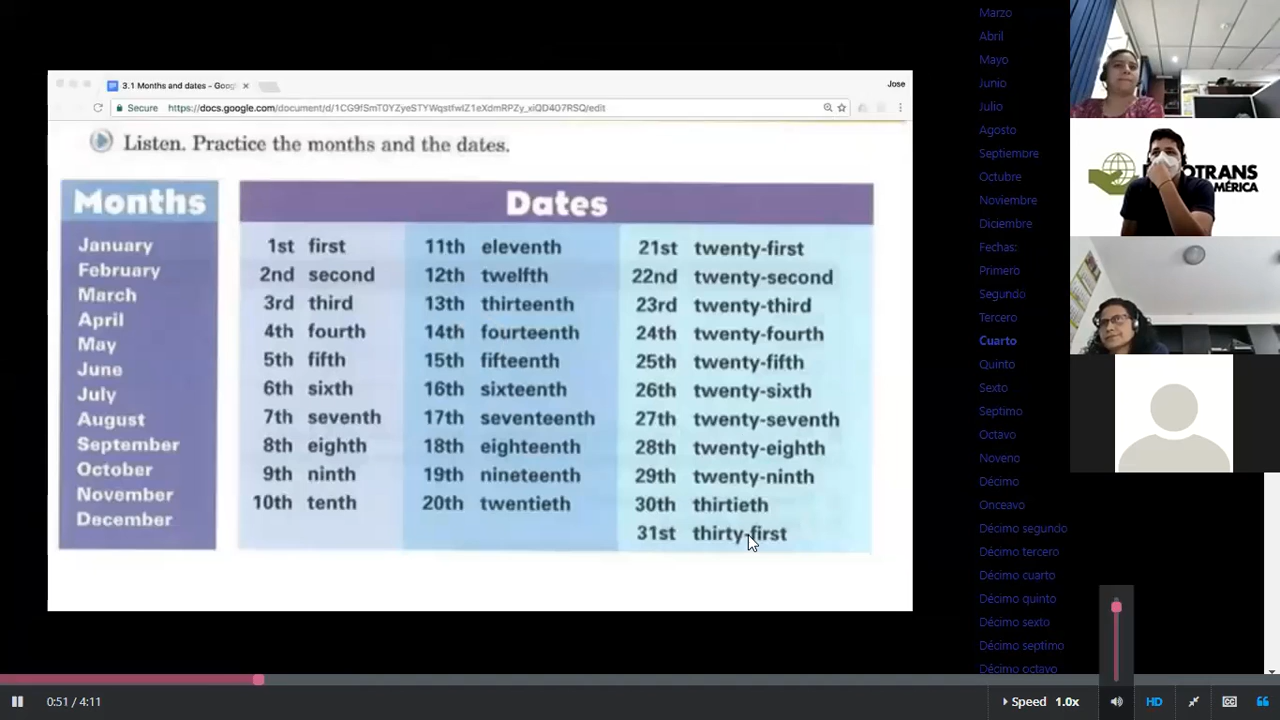 3.1 Months and dates - Goog
Jose
Secure https://docs.google.com/document/d/1CG9fSmT0YZyeSTYWqstfwIZ1eXdmRPZy_xiQD4O7RSQ/edit
Listen. Practice the months and the dates.
Months
January
February
March
April
May
June
July
August
September
October
November
December
Dates
1st first
2nd second
3rd third
4th fourth
5th fifth
6th sixth
7th seventh
8th eighth
9th ninth
10th tenth
11th eleventh
12th twelfth
13th thirteenth
14th fourteenth
15th fifteenth
16th sixteenth
17th seventeenth
18th eighteenth
19th nineteenth
20th twentieth
21st twenty-first
22nd twenty-second
23rd twenty-third
24th twenty-fourth
25th twenty-fifth
26th twenty-sixth
27th twenty-seventh
28th twenty-eighth
29th twenty-ninth
30th thirtieth
31st thirty-first
Marzo
Abril
Mayo
Junio
Julio
Agosto
Septiembre
Octubre
Noviembre
Diciembre
Fechas:
Primero
Segundo
Tercero
Cuarto
Quinto
Sexto
Septimo
Octavo
Noveno
Décimo
Onceavo
Décimo segundo
Décimo tercero
Décimo cuarto
Décimo quinto
Décimo sexto
Décimo septimo
Décimo octavo
0:51 / 4:11
Speed 1.0x
HD